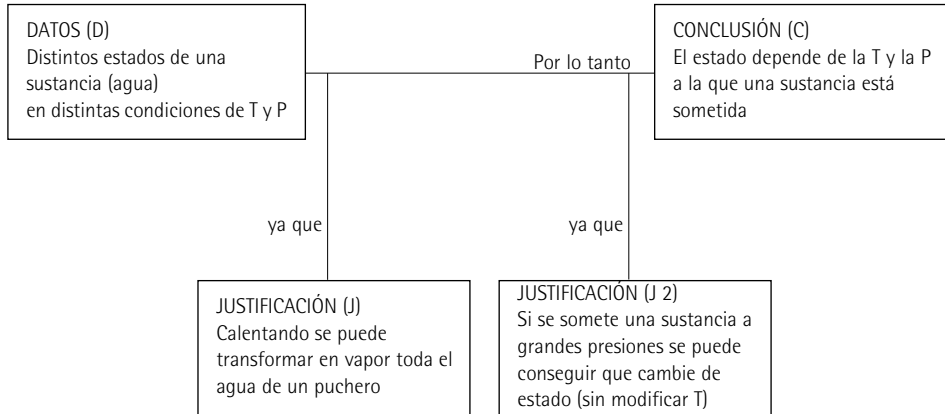 DATOS (D)
Distintos estados de una
sustancia (agua)
en distintas condiciones de T y P
Por lo tanto
CONCLUSIÓN (C)
El estado depende de la T y la P
a la que una sustancia está
sometida
ya que
ya que
JUSTIFICACIÓN (J)
Calentando se puede
transformar en vapor toda el
agua de un puchero
JUSTIFICACIÓN (J 2)
Si se somete una sustancia a
grandes presiones se puede
conseguir que cambie de
estado (sin modificar T)